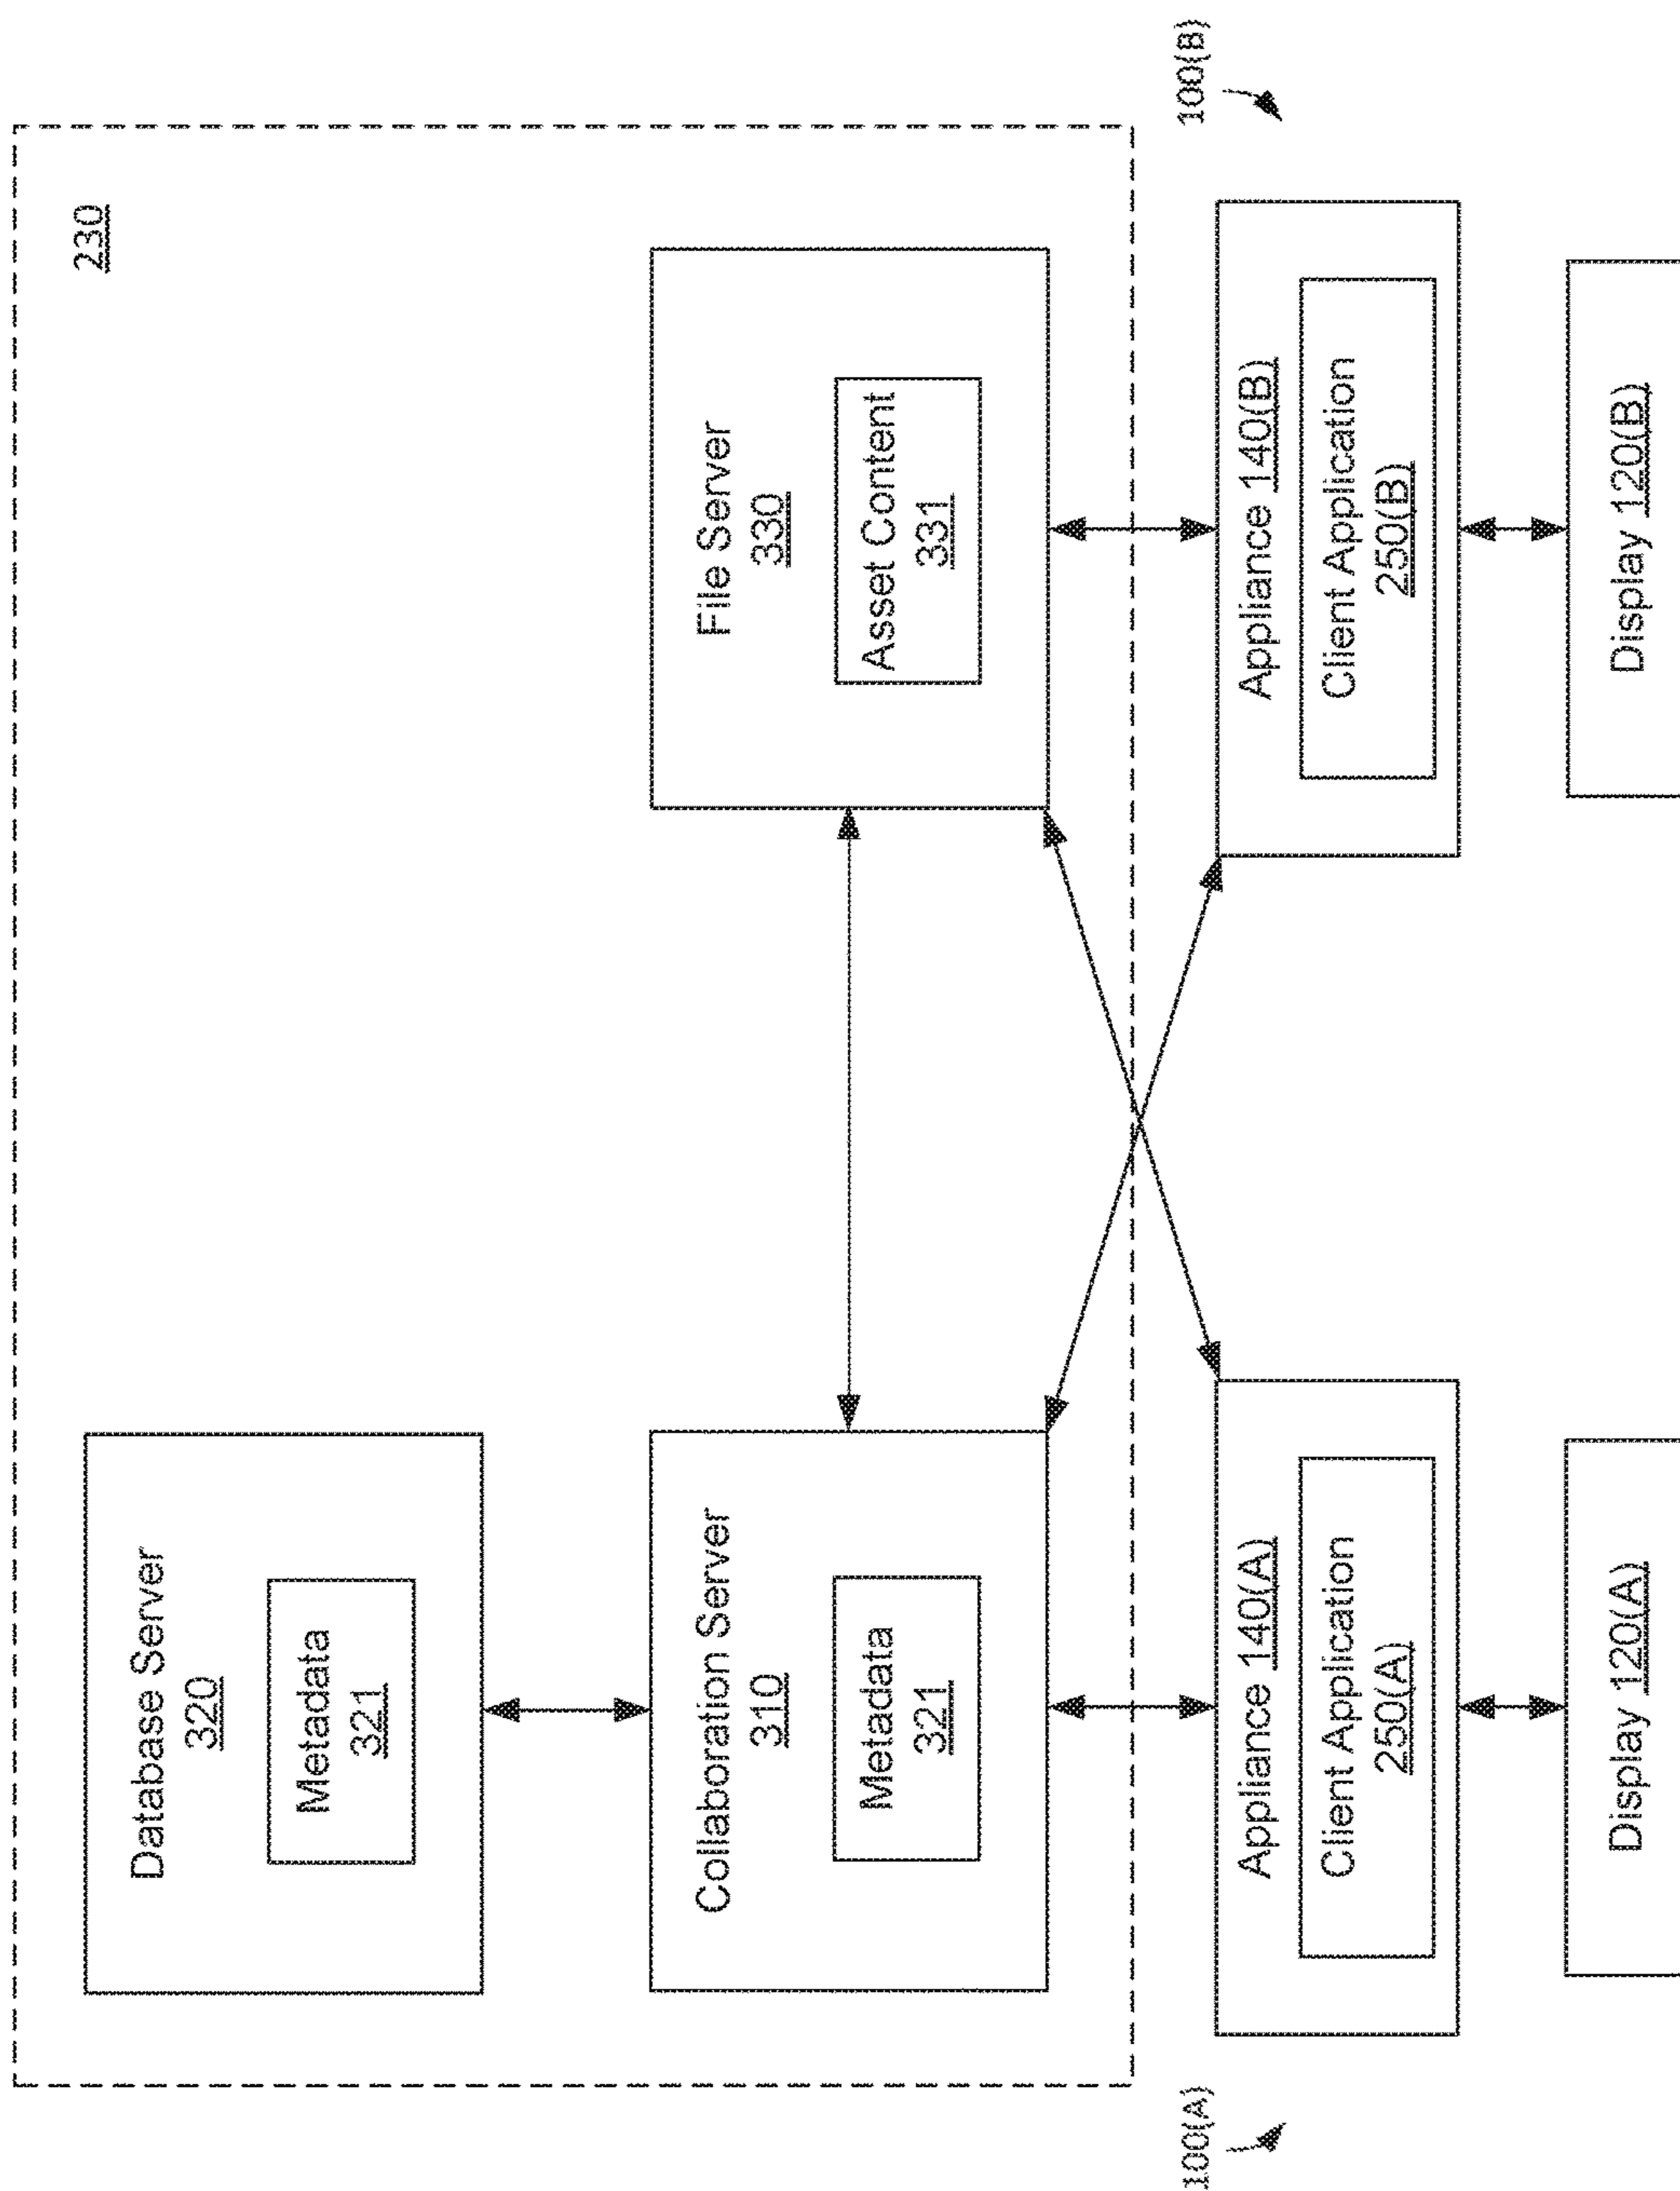 230
Database Server
320
Metadata
321
Collaboration Server
310
Metadata
321
File Server
330
Asset Content
331
100(A)
100(B)
Appliance 140(A)
Client Application
250(A)
Appliance 140(B)
Client Application
250(B)
Display 120(A)
Display 120(B)